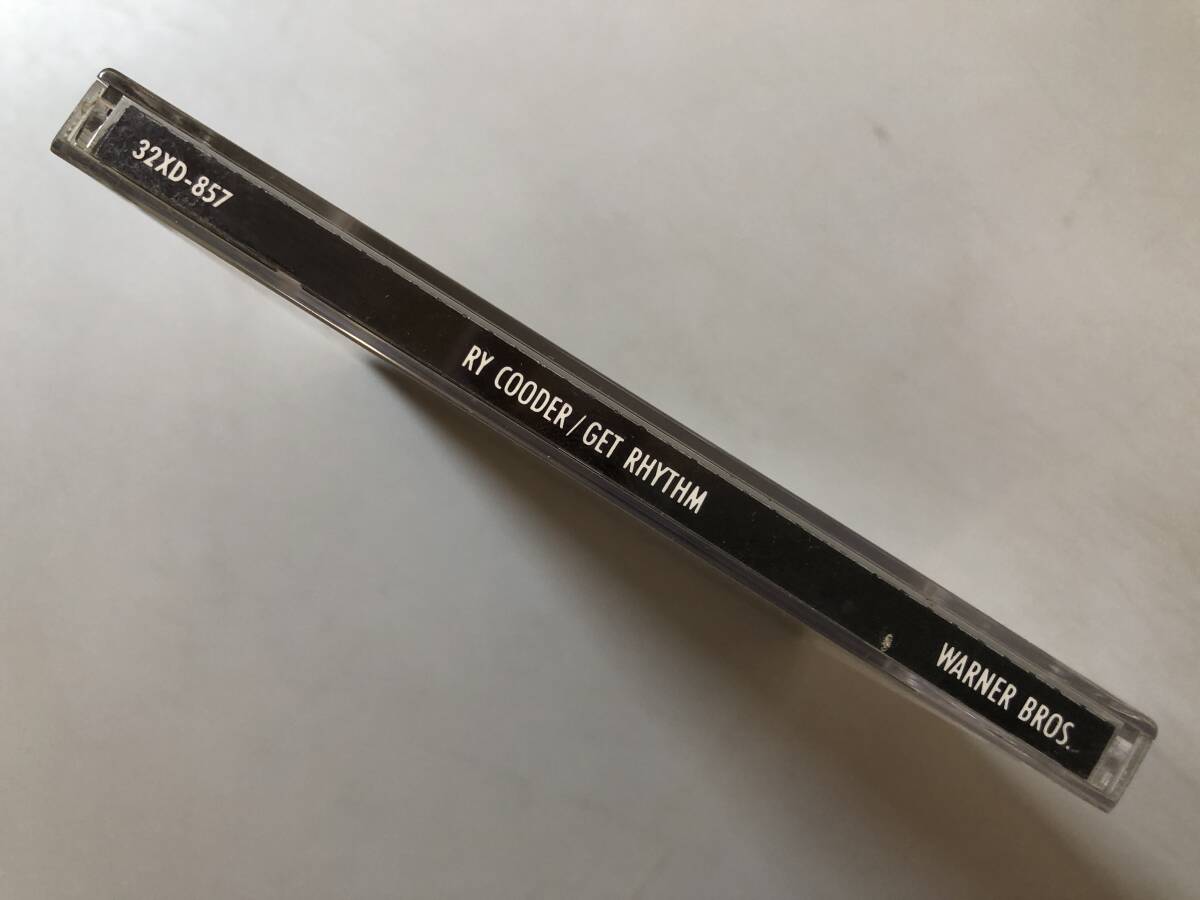 32XD-857
RY COODER/GET RHYTHM
WARNER BROS.